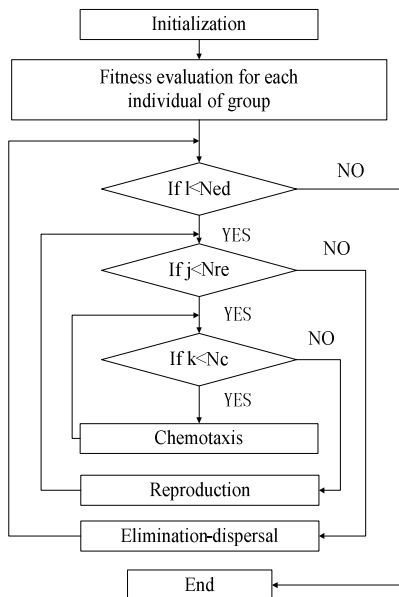 Initialization
Fitness evaluation for each
individual of group
If l<Ned
NO
YES
If j<Nre
NO
YES
If k<Nc
NO
YES
Chemotaxis
Reproduction
Elimination-dispersal
End